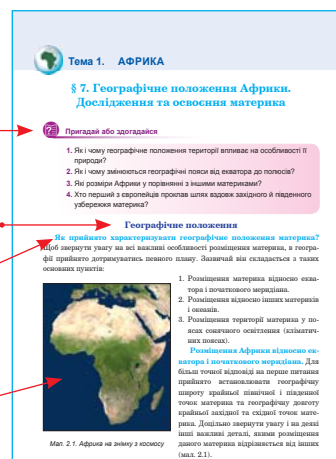 Тема 1. АФРИКА
§ 7. Географічне положення Африки.
Дослідження та освоєння материка
Пригадай або здогадайся
1. Як і чому географічне положення території впливає на особливості її
природи?
2. Як і чому змінюються географічні пояси від екватора до полюсів?
3. Які розміри Африки у порівнянні з іншими материками?
4. Хто перший з європейців проклав шлях вздовж західного й південного
узбережжя материка?
Географічне положення
Як прийнято характеризувати географічне положення материка?
Щоб звернути увагу на всі важливі особливості розміщення материка, в геогра-
фії прийнято дотримуватись певного плану. Зазвичай він складається з таких
основних пунктів:
1. Розміщення материка відносно еква-
тора і початкового меридіана.
2. Розміщення відносно інших материків
і океанів.
3. Розміщення території материка у по-
ясах сонячного освітлення (кліматич-
них поясах).
Розміщення Африки відносно ек-
ватора і початкового меридіана. Для
більш точної відповіді на перше питання
прийнято встановлювати географічну
широту крайньої північної і південної
точок материка та географічну довготу
крайньої західної та східної точок мате-
рика. Доцільно звернути увагу і на деякі
інші важливі деталі, якими розміщення
даного материка відрізняється від інших
(мал. 2.1).
Мал. 2.1. Африка на знімку з космосу